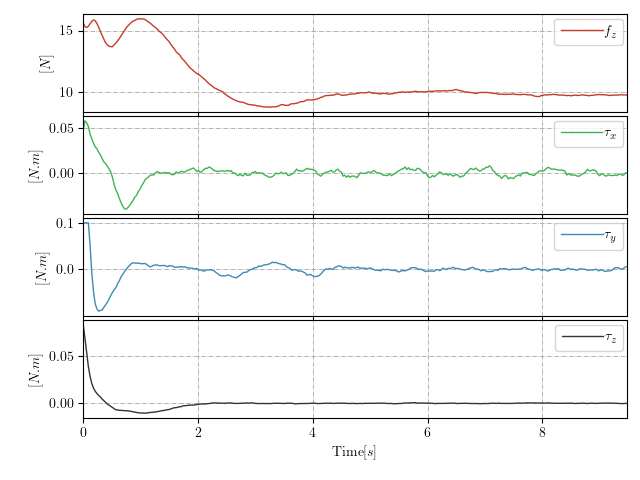 15
10
[N]
f_z
0.05
0.00
[N.m]
τ_x
0.1
0.0
[N.m]
τ_y
0.05
0.00
[N.m]
τ_z
0 2 4 6 8
Time[s]